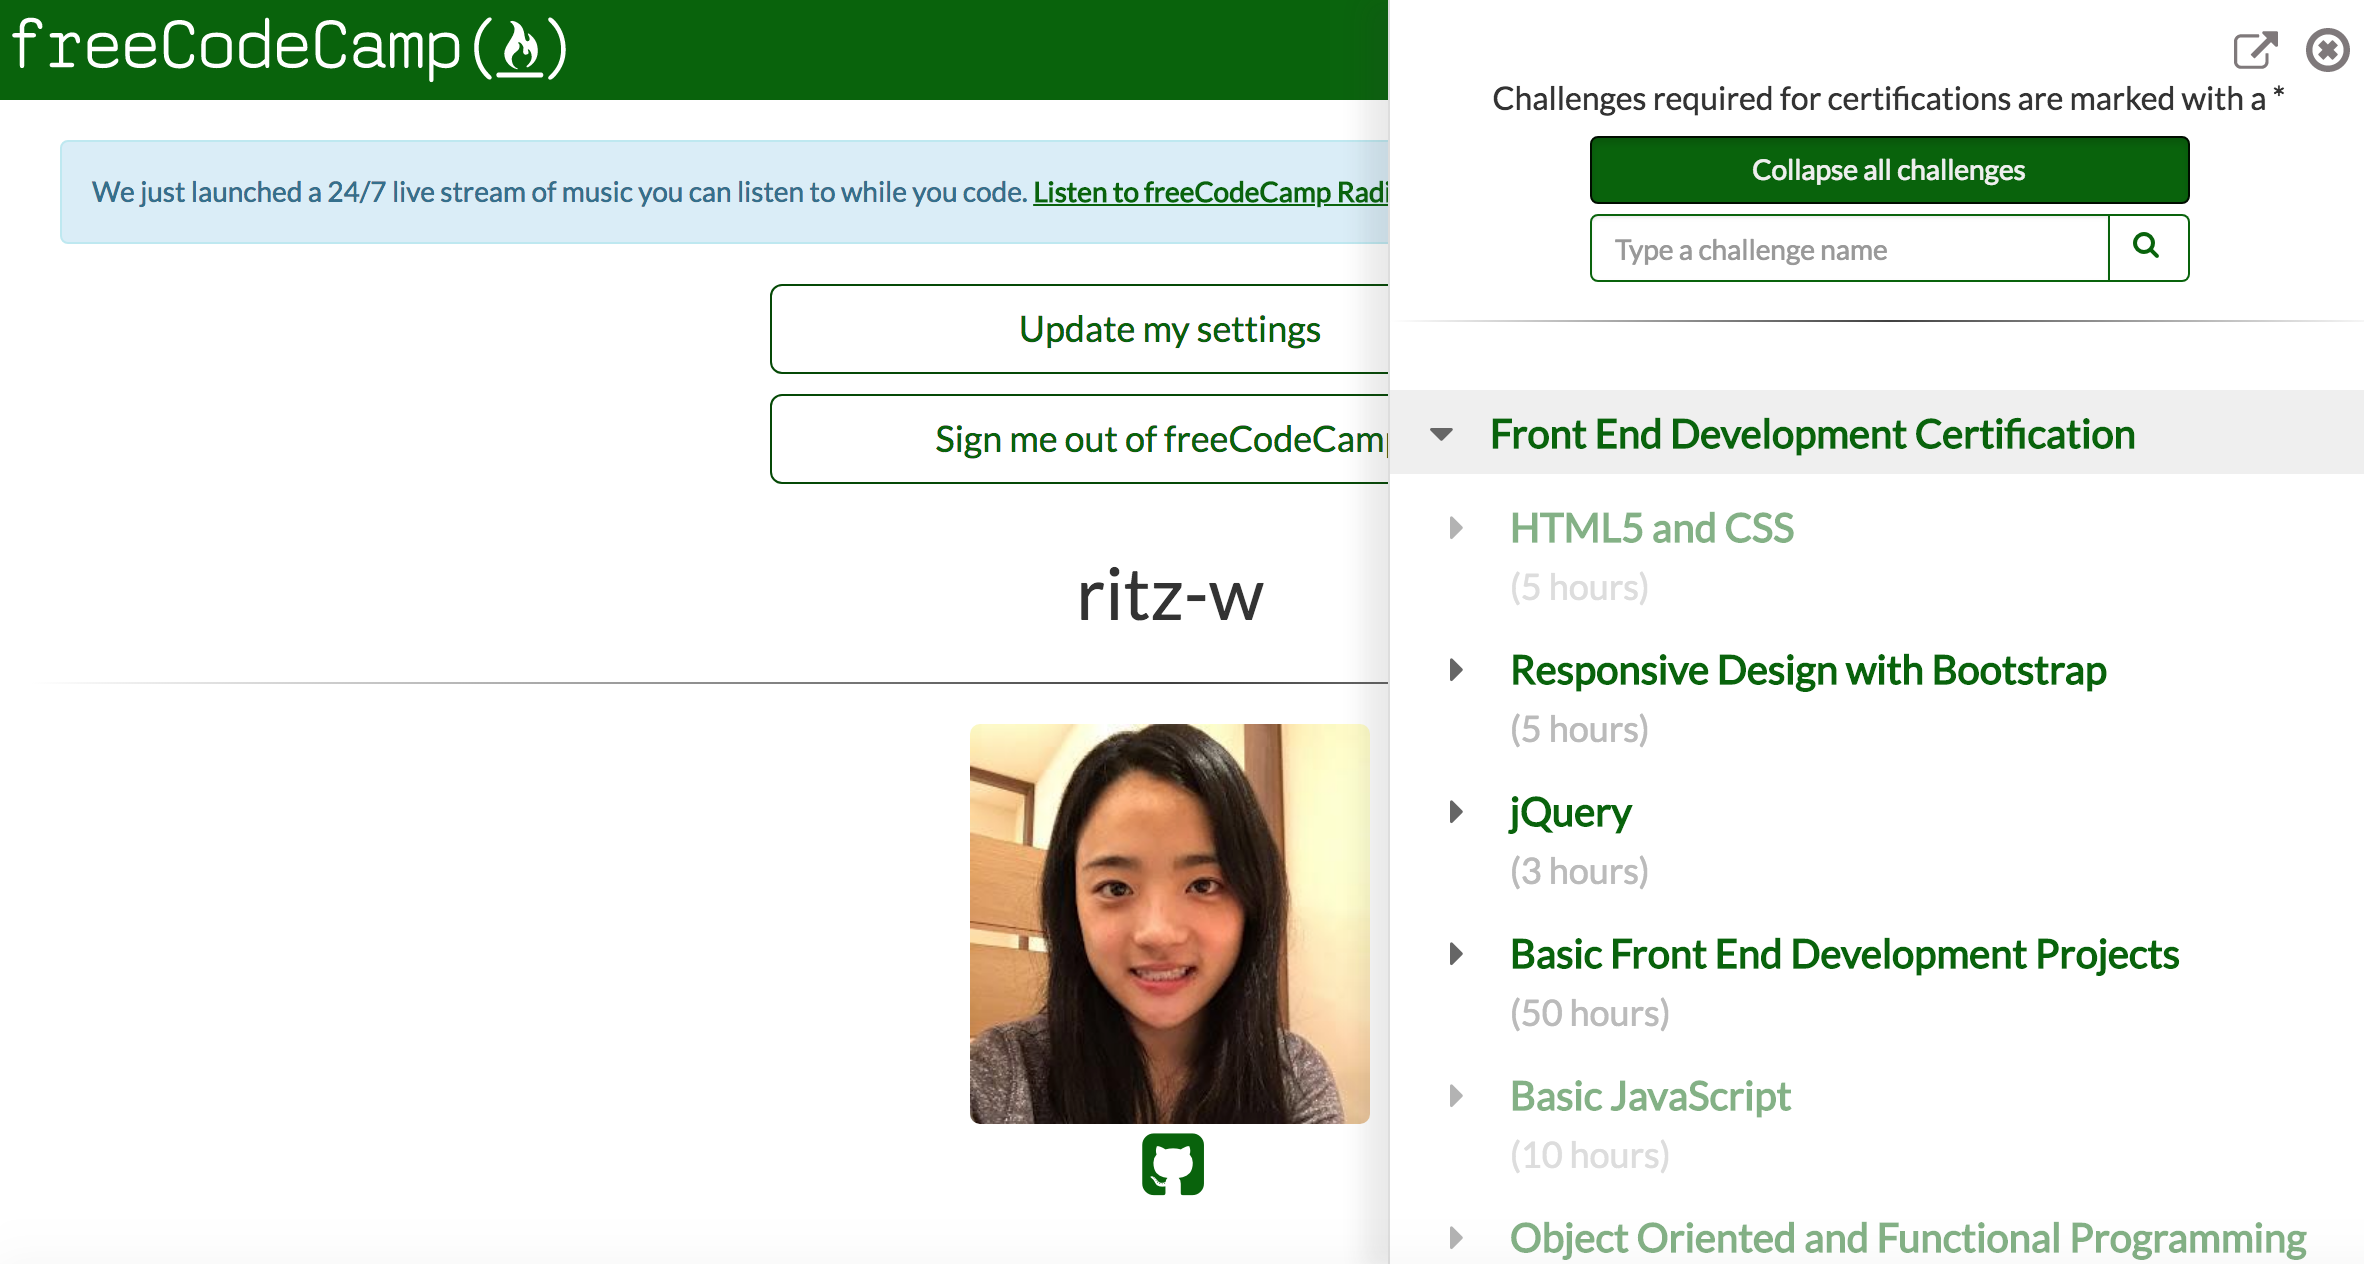 freeCodeCamp(🔥)
We just launched a 24/7 live stream of music you can listen to while you code. Listen to freeCodeCamp Radi
Update my settings
Sign me out of freeCodeCamp
ritz-w
Challenges required for certifications are marked with a *
Collapse all challenges
Type a challenge name
Front End Development Certification
HTML5 and CSS
(5 hours)
Responsive Design with Bootstrap
(5 hours)
jQuery
(3 hours)
Basic Front End Development Projects
(50 hours)
Basic JavaScript
(10 hours)
Object Oriented and Functional Programming